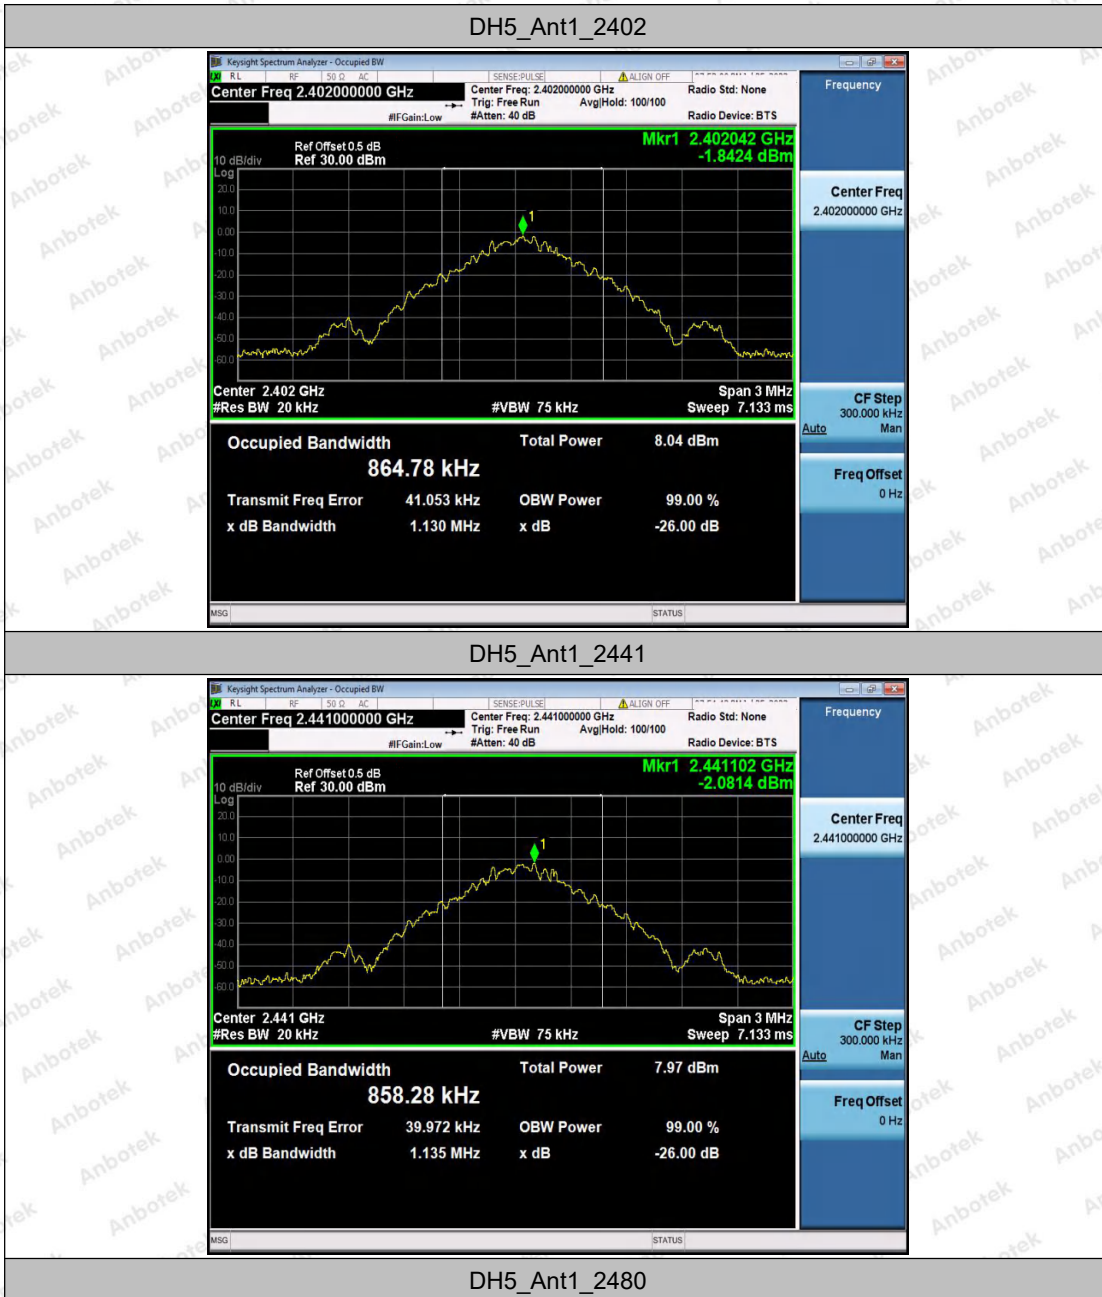 DH5_Ant1_2402
Keysight Spectrum Analyzer - Occupied BW
RL RF 50 Ω AC SENSE:PULSE ALIGN OFF
Center Freq 2.402000000 GHz
Center Freq: 2.402000000 GHz
Radio Std: None
Trig: Free Run Avg|Hold: 100/100
#IFGain:Low #Atten: 40 dB Radio Device: BTS
Frequency
Mkr1 2.402042 GHz
-1.8424 dBm
Ref Offset 0.5 dB
10 dB/div Ref 30.00 dBm
Log
20.0
10.0
0.00
-10.0
-20.0
-30.0
-40.0
-50.0
-60.0
1
Center 2.402 GHz Span 3 MHz
#Res BW 20 kHz #VBW 75 kHz Sweep 7.133 ms
Center Freq
2.402000000 GHz
CF Step
300.000 kHz
Auto Man
Freq Offset
0 Hz
Occupied Bandwidth Total Power 8.04 dBm
864.78 kHz
Transmit Freq Error 41.053 kHz OBW Power 99.00 %
x dB Bandwidth 1.130 MHz x dB -26.00 dB
MSG STATUS
DH5_Ant1_2441
Keysight Spectrum Analyzer - Occupied BW
RL RF 50 Ω AC SENSE:PULSE ALIGN OFF
Center Freq 2.441000000 GHz
Center Freq: 2.441000000 GHz
Radio Std: None
Trig: Free Run Avg|Hold: 100/100
#IFGain:Low #Atten: 40 dB Radio Device: BTS
Frequency
Mkr1 2.441102 GHz
-2.0814 dBm
Ref Offset 0.5 dB
10 dB/div Ref 30.00 dBm
Log
20.0
10.0
0.00
-10.0
-20.0
-30.0
-40.0
-50.0
-60.0
1
Center 2.441 GHz Span 3 MHz
#Res BW 20 kHz #VBW 75 kHz Sweep 7.133 ms
Center Freq
2.441000000 GHz
CF Step
300.000 kHz
Auto Man
Freq Offset
0 Hz
Occupied Bandwidth Total Power 7.97 dBm
858.28 kHz
Transmit Freq Error 39.972 kHz OBW Power 99.00 %
x dB Bandwidth 1.135 MHz x dB -26.00 dB
MSG STATUS
DH5_Ant1_2480
Anbotek